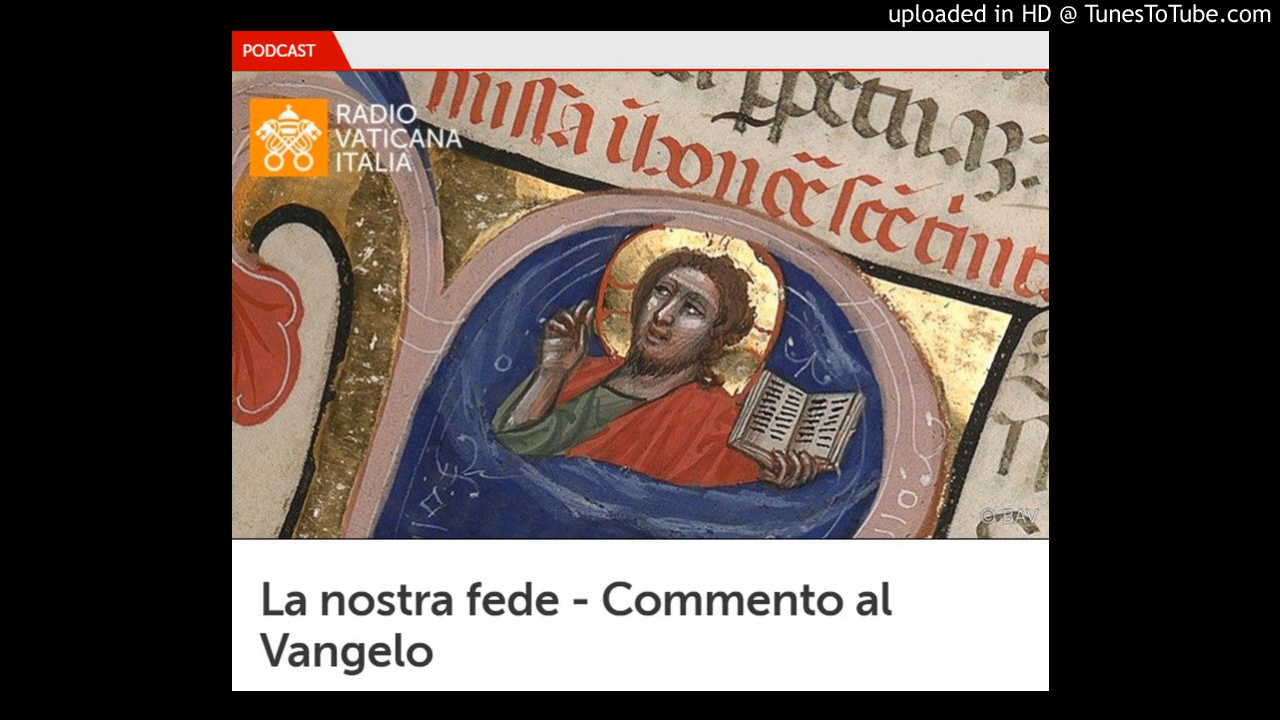 uploaded in HD @ TunesToTube.com
PODCAST
RADIO
VATICANA
ITALIA
© BAV
La nostra fede - Commento al
Vangelo